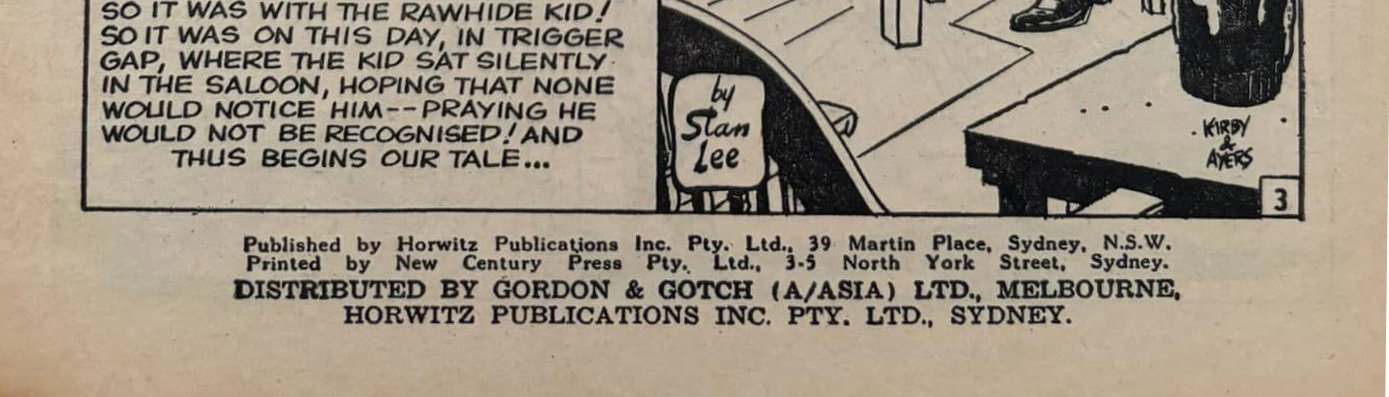 SO IT WAS WITH THE RAWHIDE KID!
SO IT WAS ON THIS DAY, IN TRIGGER
GAP, WHERE THE KID SAT SILENTLY
IN THE SALOON, HOPING THAT NONE
WOULD NOTICE HIM--PRAYING HE
WOULD NOT BE RECOGNISED! AND
THUS BEGINS OUR TALE...
by
Stan
Lee
KIRBY
&
AYERS
3
Published by Horwitz Publications Inc. Pty. Ltd., 39 Martin Place, Sydney, N.S.W.
Printed by New Century Press Pty. Ltd., 3-5 North York Street, Sydney.
DISTRIBUTED BY GORDON & GOTCH (A/ASIA) LTD., MELBOURNE,
HORWITZ PUBLICATIONS INC. PTY. LTD., SYDNEY.